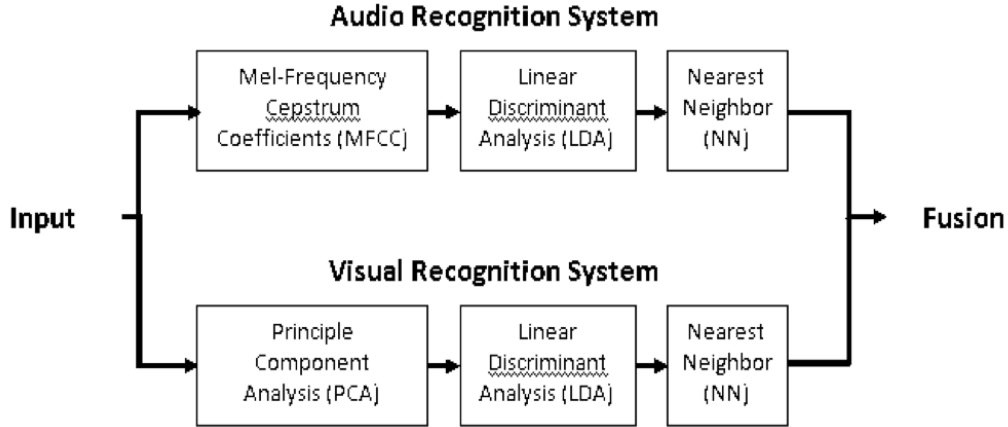 Audio Recognition System
Mel-Frequency
Cepstrum
Coefficients (MFCC)
Linear
Discriminant
Analysis (LDA)
Nearest
Neighbor
(NN)
Input
Fusion
Visual Recognition System
Principle
Component
Analysis (PCA)
Linear
Discriminant
Analysis (LDA)
Nearest
Neighbor
(NN)